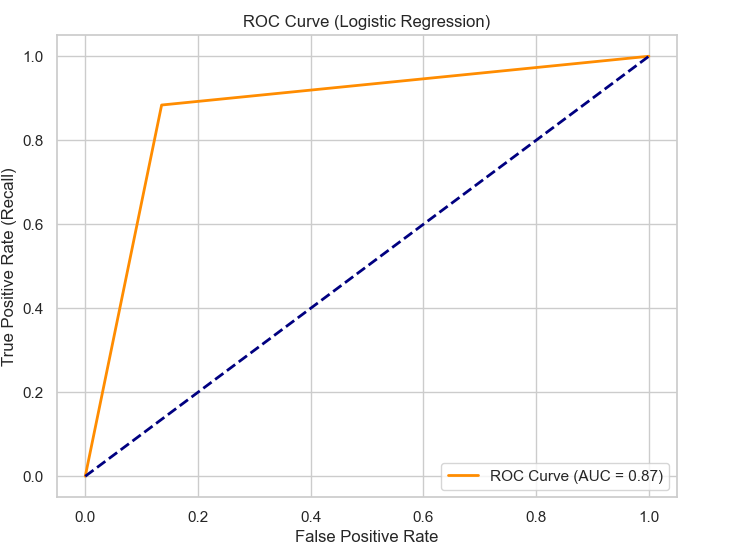 ROC Curve (Logistic Regression)
True Positive Rate (Recall)
1.0
0.8
0.6
0.4
0.2
0.0
ROC Curve (AUC = 0.87)
0.0 0.2 0.4 0.6 0.8 1.0
False Positive Rate